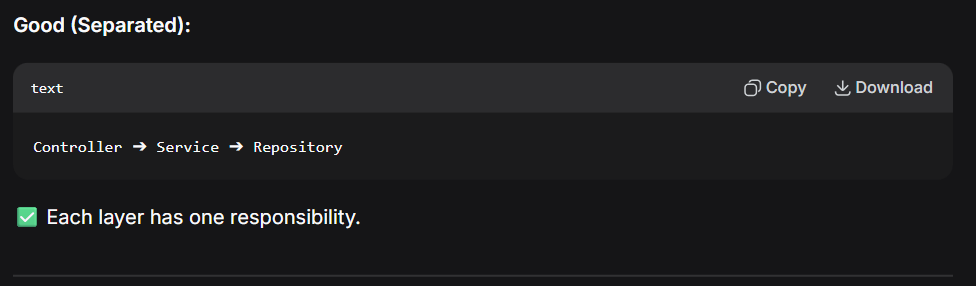 Good (Separated):
text
Copy
Download
Controller ➔ Service ➔ Repository
✅ Each layer has one responsibility.